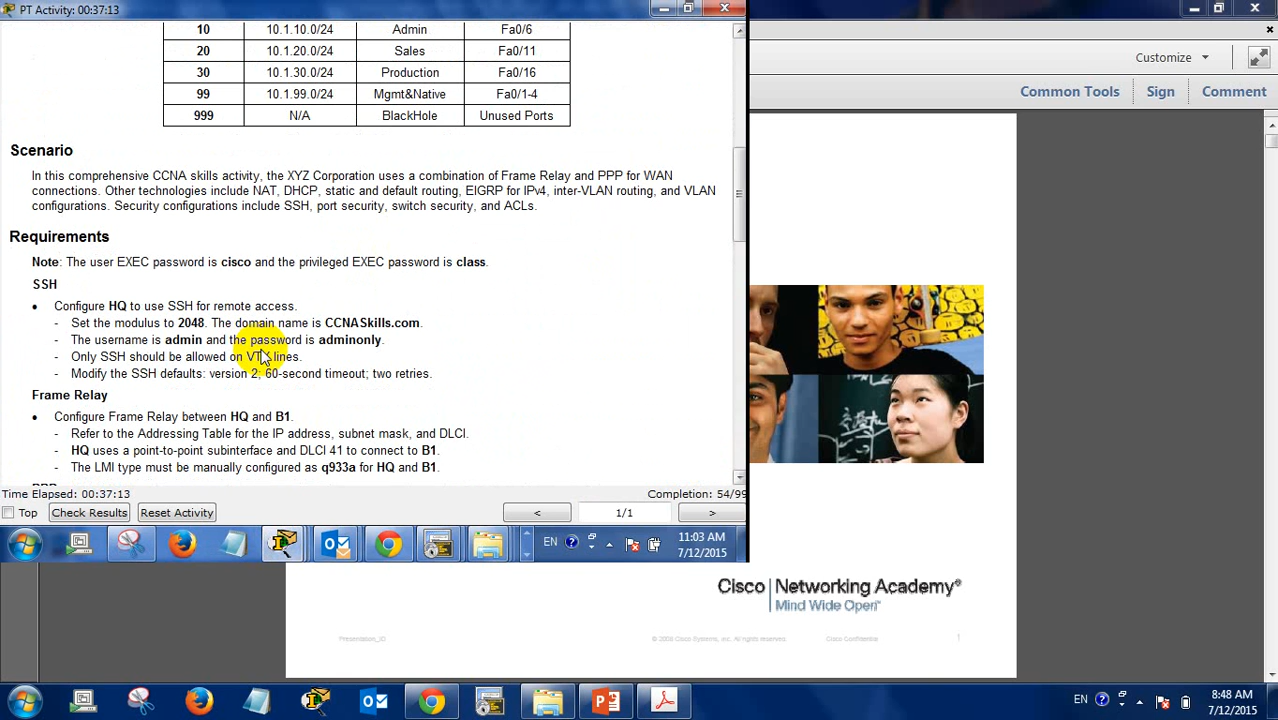 PT Activity: 00:37:13
10 10.1.10.0/24 Admin Fa0/6
20 10.1.20.0/24 Sales Fa0/11
30 10.1.30.0/24 Production Fa0/16
99 10.1.99.0/24 Mgmt&Native Fa0/1-4
999 N/A BlackHole Unused Ports
Scenario
In this comprehensive CCNA skills activity, the XYZ Corporation uses a combination of Frame Relay and PPP for WAN
connections. Other technologies include NAT, DHCP, static and default routing, EIGRP for IPv4, inter-VLAN routing, and VLAN
configurations. Security configurations include SSH, port security, switch security, and ACLs.
Requirements
Note: The user EXEC password is cisco and the privileged EXEC password is class.
SSH
• Configure HQ to use SSH for remote access.
- Set the modulus to 2048. The domain name is CCNASkills.com.
- The username is admin and the password is adminonly.
- Only SSH should be allowed on VTY lines.
- Modify the SSH defaults: version 2; 60-second timeout; two retries.
Frame Relay
• Configure Frame Relay between HQ and B1.
- Refer to the Addressing Table for the IP address, subnet mask, and DLCI.
- HQ uses a point-to-point subinterface and DLCI 41 to connect to B1.
- The LMI type must be manually configured as q933a for HQ and B1.
Time Elapsed: 00:37:13 Completion: 54/99
Top Check Results Reset Activity < 1/1 >
EN 11:03 AM
7/12/2015
Customize
Common Tools Sign Comment
Cisco Networking Academy®
Mind Wide Open™
Presentation_ID © 2008 Cisco Systems, Inc. All rights reserved. Cisco Confidential 1
EN 8:48 AM
7/12/2015